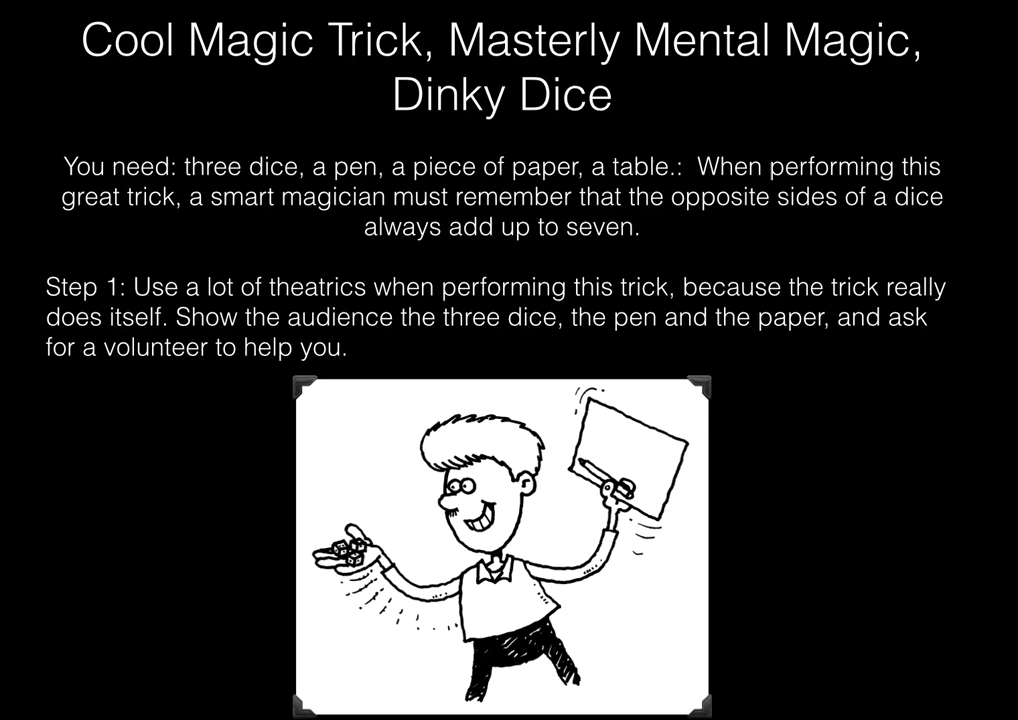 Cool Magic Trick, Masterly Mental Magic,
Dinky Dice
You need: three dice, a pen, a piece of paper, a table.:  When performing this
great trick, a smart magician must remember that the opposite sides of a dice
always add up to seven.
Step 1: Use a lot of theatrics when performing this trick, because the trick really
does itself. Show the audience the three dice, the pen and the paper, and ask
for a volunteer to help you.